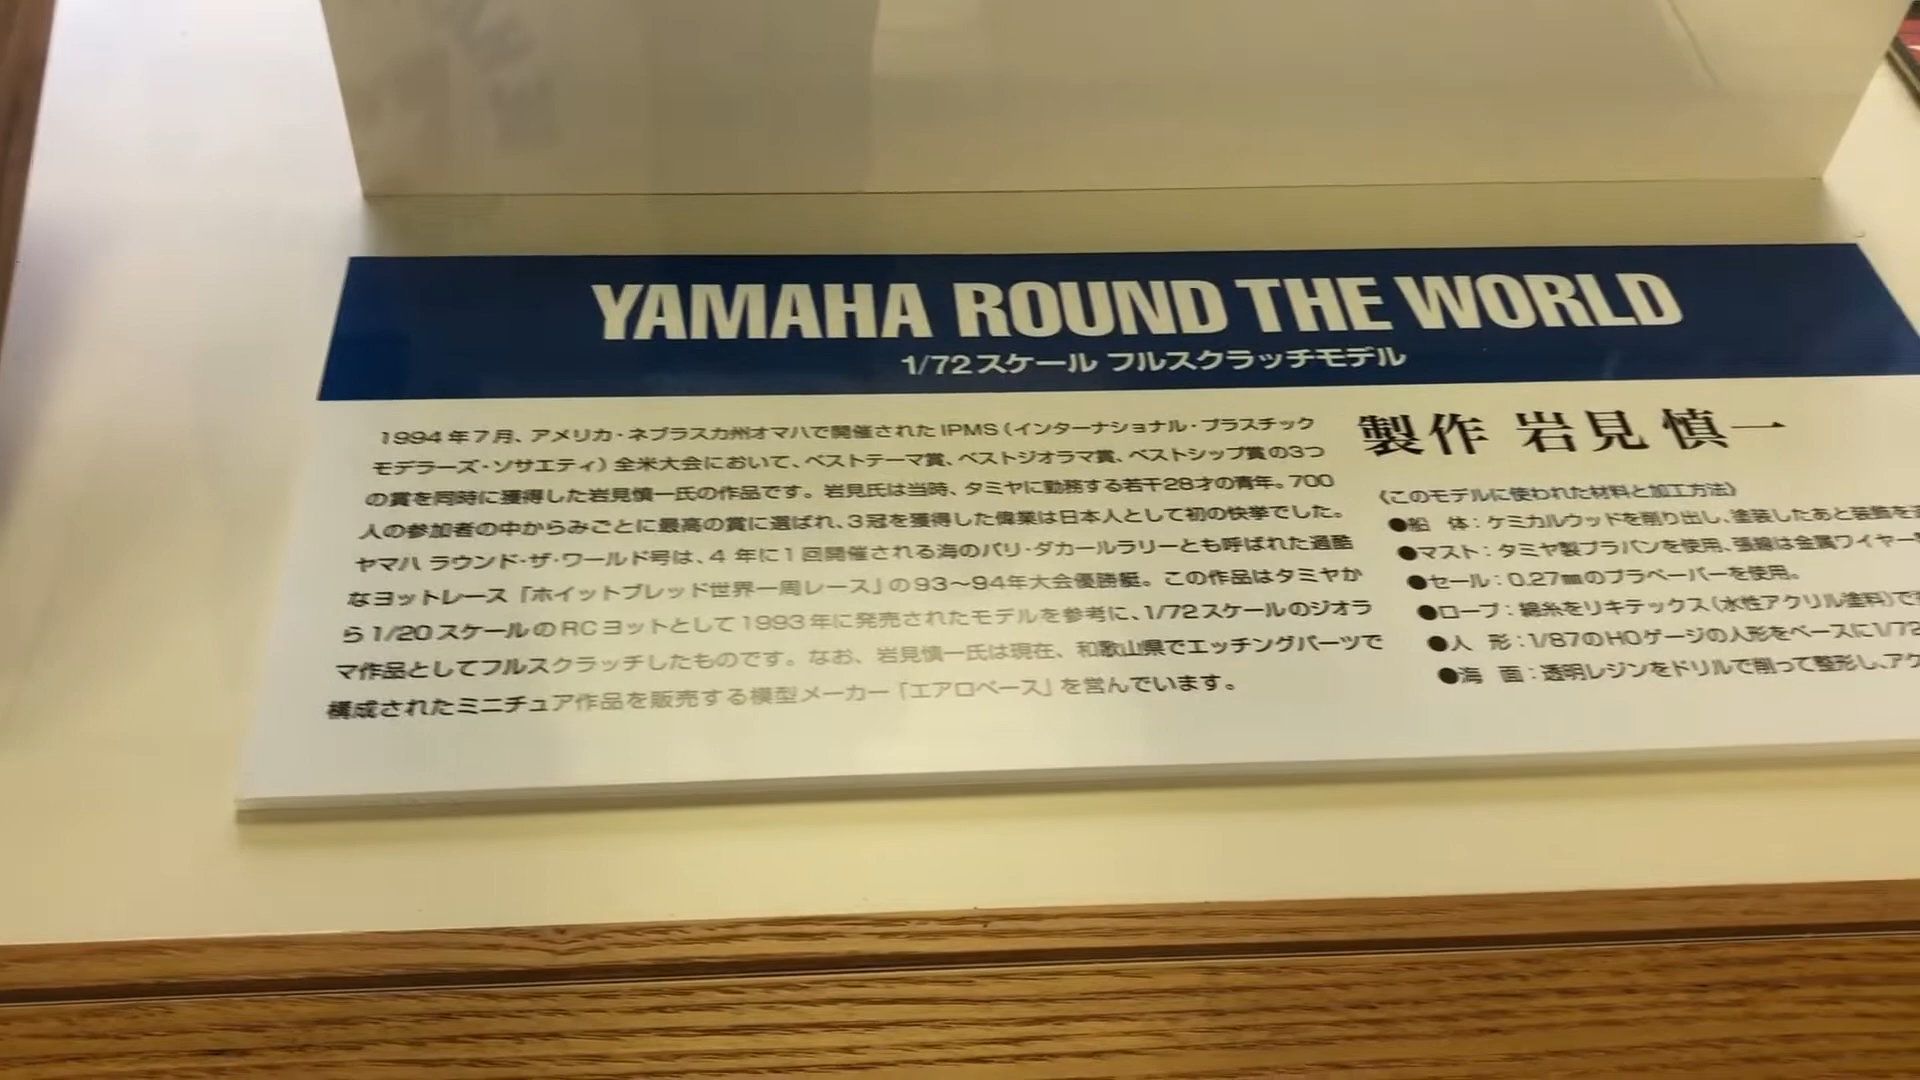 YAMAHA ROUND THE WORLD
1/72スケール フルスクラッチモデル
1994年7月、アメリカ・ネブラスカ州オマハで開催されたIPMS（インターナショナル・プラスチック
モデラーズ・ソサエティ）全米大会において、ベストテーマ賞、ベストジオラマ賞、ベストシップ賞の3つ
の賞を同時に獲得した岩見慎一氏の作品です。岩見氏は当時、タミヤに勤務する若干28才の青年。700
人の参加者の中からみごとに最高の賞に選ばれ、3冠を獲得した偉業は日本人として初の快挙でした。
ヤマハ ラウンド・ザ・ワールド号は、4年に1回開催される海のパリ・ダカールラリーとも呼ばれた過酷
なヨットレース「ホイットブレッド世界一周レース」の93〜94年大会優勝艇。この作品はタミヤか
ら1/20スケールのRCヨットとして1993年に発売されたモデルを参考に、1/72スケールのジオラ
マ作品としてフルスクラッチしたものです。なお、岩見慎一氏は現在、和歌山県でエッチングパーツで
構成されたミニチュア作品を販売する模型メーカー「エアロベース」を営んでいます。
製作 岩見 慎一
《このモデルに使われた材料と加工方法》
●船　体：ケミカルウッドを削り出し、塗装したあと装飾を
●マスト：タミヤ製プラバンを使用、張線は金属ワイヤー
●セール：0.27㎜のプラペーパーを使用。
●ロープ：綿糸をリキテックス（水性アクリル塗料）で
●人　形：1/87のHOゲージの人形をベースに1/72
●海　面：透明レジンをドリルで削って整形し、アク